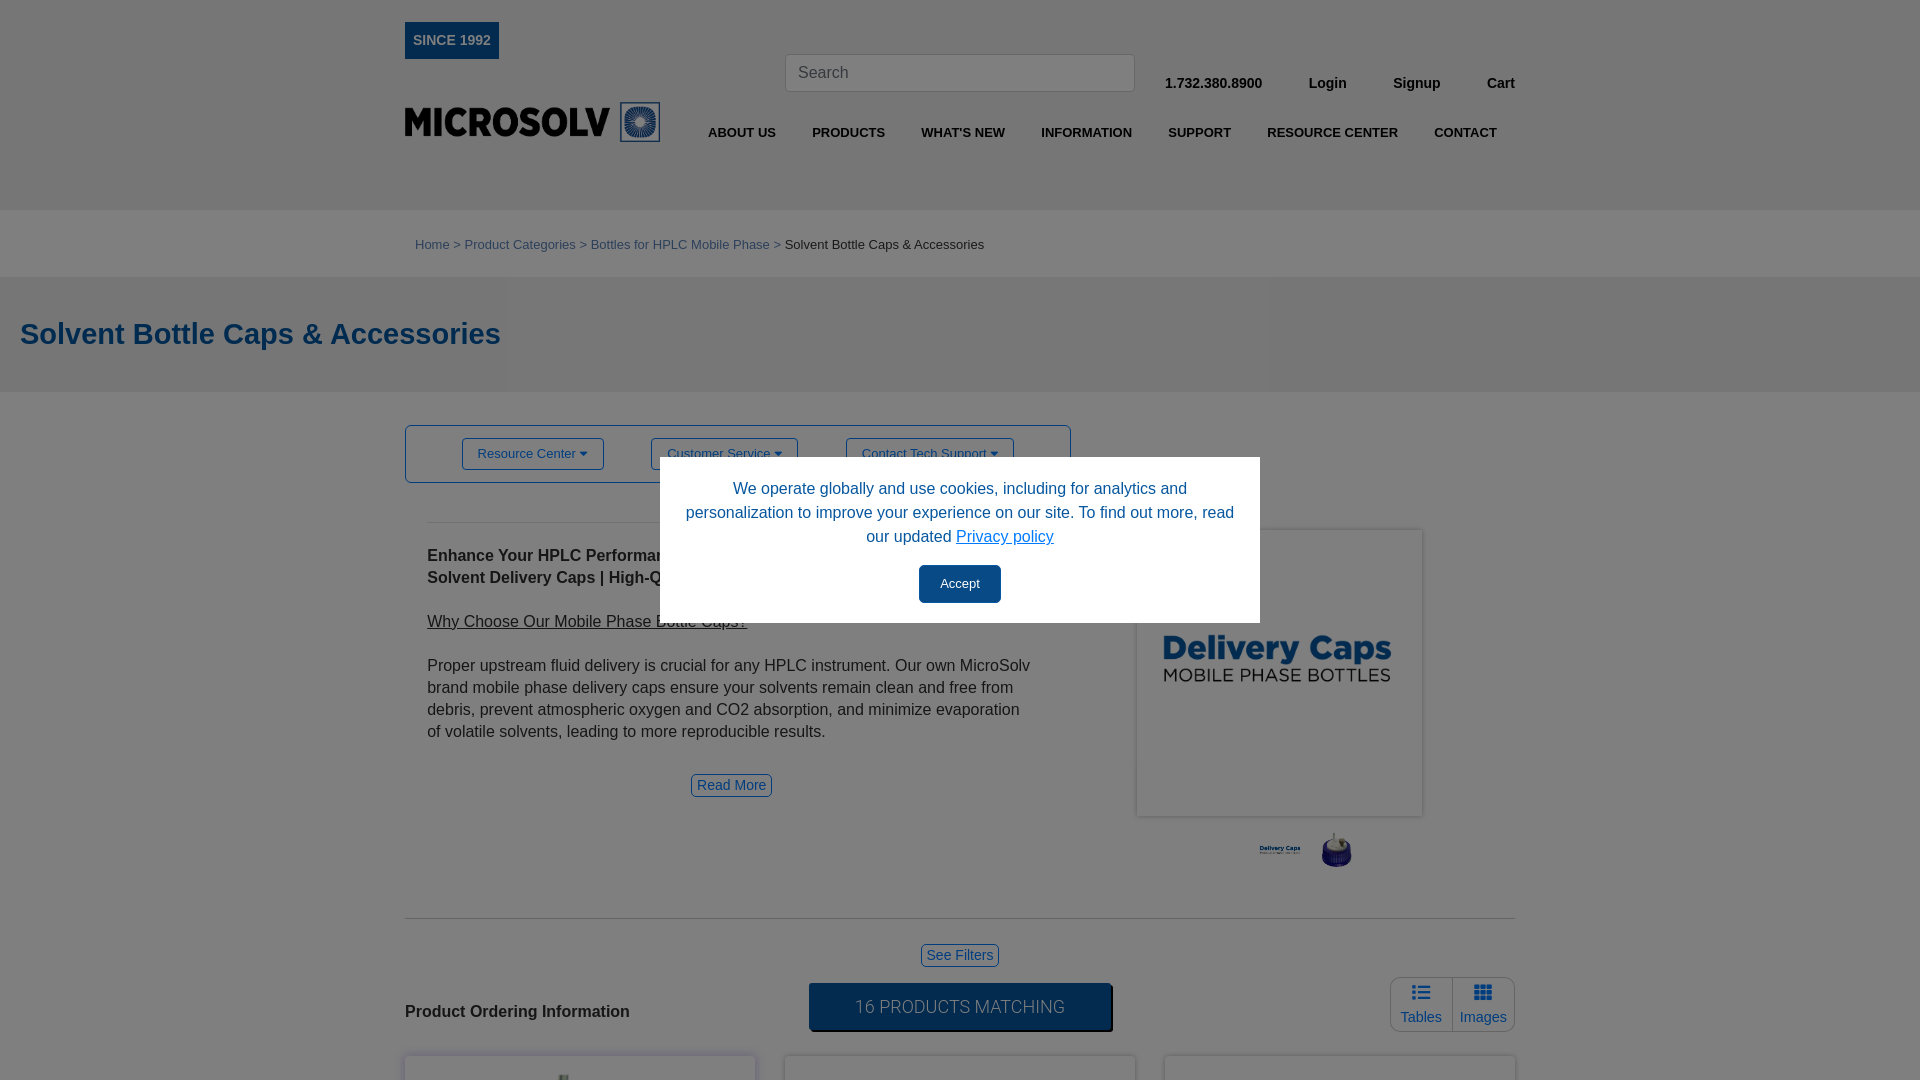 SINCE 1992
Search
1.732.380.8900
Login
Signup
Cart
MICROSOLV
ABOUT US
PRODUCTS
WHAT'S NEW
INFORMATION
SUPPORT
RESOURCE CENTER
CONTACT
Home > Product Categories > Bottles for HPLC Mobile Phase > Solvent Bottle Caps & Accessories
Solvent Bottle Caps & Accessories
Resource Center
Customer Service
Contact Tech Support
We operate globally and use cookies, including for analytics and
personalization to improve your experience on our site. To find out more, read
our updated Privacy policy
Accept
Enhance Your HPLC Performan
Solvent Delivery Caps | High-Q
Why Choose Our Mobile Phase Bottle Caps?
Proper upstream fluid delivery is crucial for any HPLC instrument. Our own MicroSolv
brand mobile phase delivery caps ensure your solvents remain clean and free from
debris, prevent atmospheric oxygen and CO2 absorption, and minimize evaporation
of volatile solvents, leading to more reproducible results.
Read More
Delivery Caps
MOBILE PHASE BOTTLES
Delivery Caps
See Filters
Product Ordering Information
16 PRODUCTS MATCHING
Tables
Images